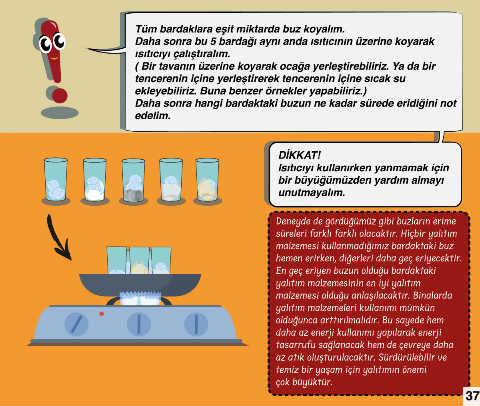 Tüm bardaklara eşit miktarda buz koyalım.
Daha sonra bu 5 bardağı aynı anda ısıtıcının üzerine koyarak
ısıtıcıyı çalıştıralım.
( Bir tavanın üzerine koyarak ocağa yerleştirebiliriz. Ya da bir
tencerenin içine yerleştirerek tencerenin içine sıcak su
ekleyebiliriz. Buna benzer örnekler yapabiliriz.)
Daha sonra hangi bardaktaki buzun ne kadar sürede eridiğini not
edelim.
DİKKAT!
Isıtıcıyı kullanırken yanmamak için
bir büyüğümüzden yardım almayı
unutmayalım.
Deneyde de gördüğümüz gibi buzların erime
süreleri farklı farklı olacaktır. Hiçbir yalıtım
malzemesi kullanmadığımız bardaktaki buz
hemen erirken, diğerleri daha geç eriyecektir.
En geç eriyen buzun olduğu bardaktaki
yalıtım malzemesinin en iyi yalıtım
malzemesi olduğu anlaşılacaktır. Binalarda
yalıtım malzemeleri kullanımı mümkün
olduğunca arttırılmalıdır. Bu sayede hem
daha az enerji kullanımı yapılarak enerji
tasarrufu sağlanacak hem de çevreye daha
az atık oluşturulacaktır. Sürdürülebilir ve
temiz bir yaşam için yalıtımın önemi
çok büyüktür.
37